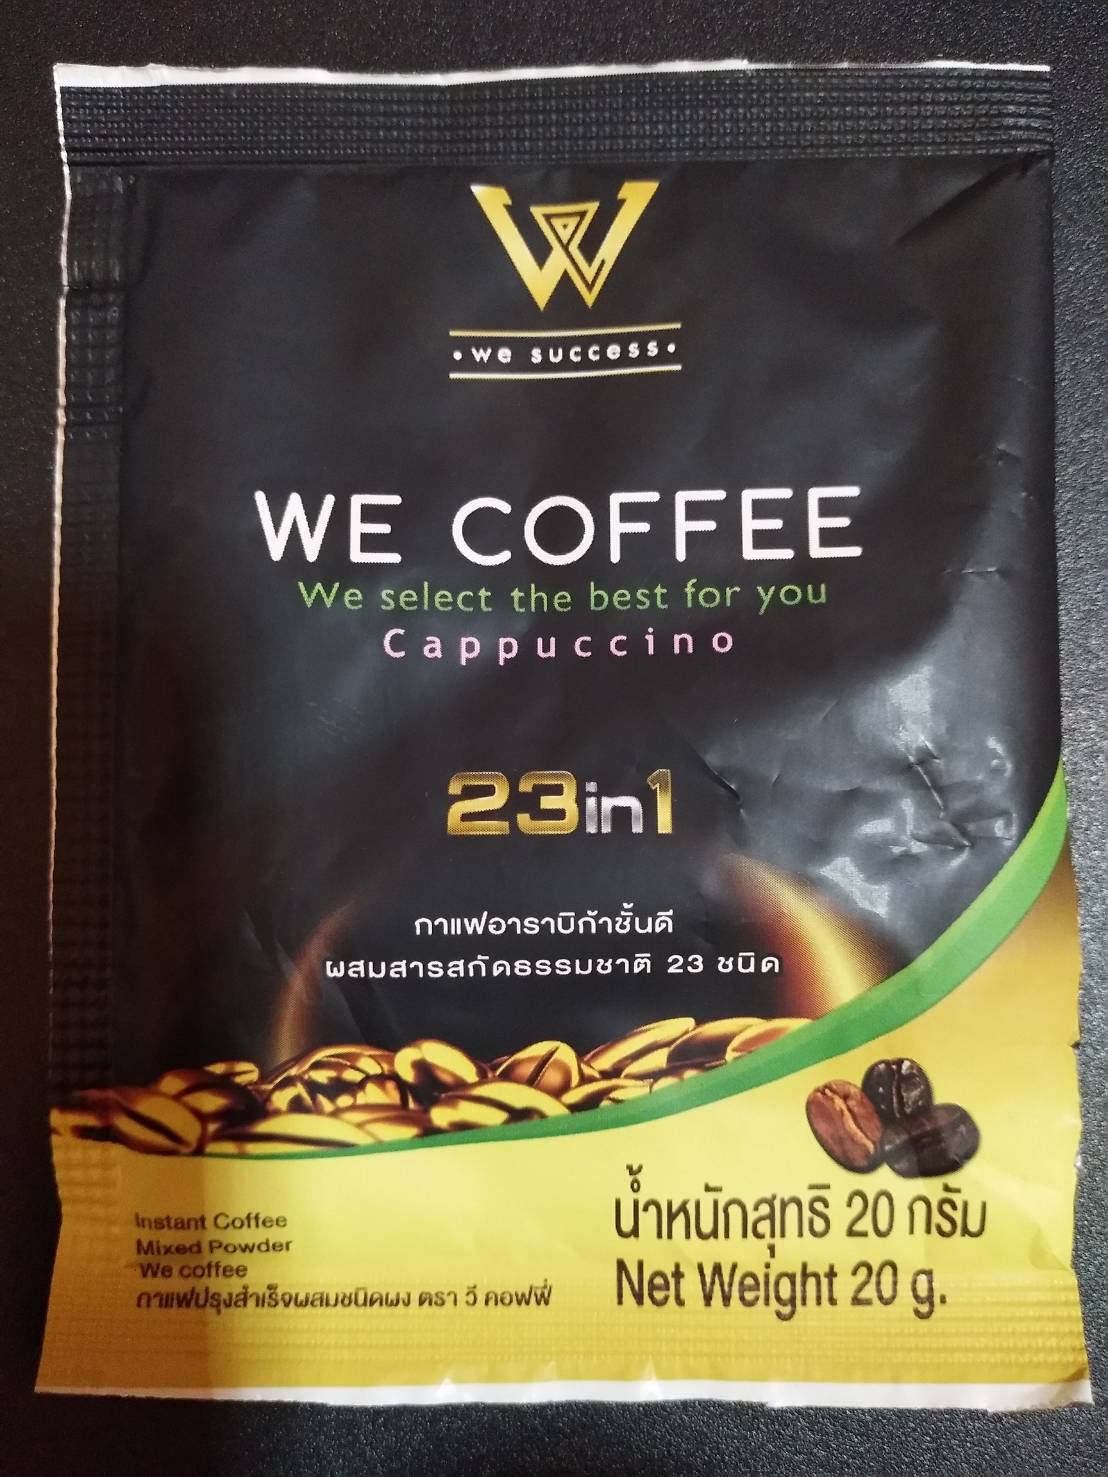 W
• we success •
WE COFFEE
We select the best for you
Cappuccino
23in1
กาแฟอาราบิก้าชั้นดี
ผสมสารสกัดธรรมชาติ 23 ชนิด
Instant Coffee
Mixed Powder
We coffee
กาแฟปรุงสำเร็จผสมชนิดผง ตรา วี คอฟฟี่
น้ำหนักสุทธิ 20 กรัม
Net Weight 20 g.